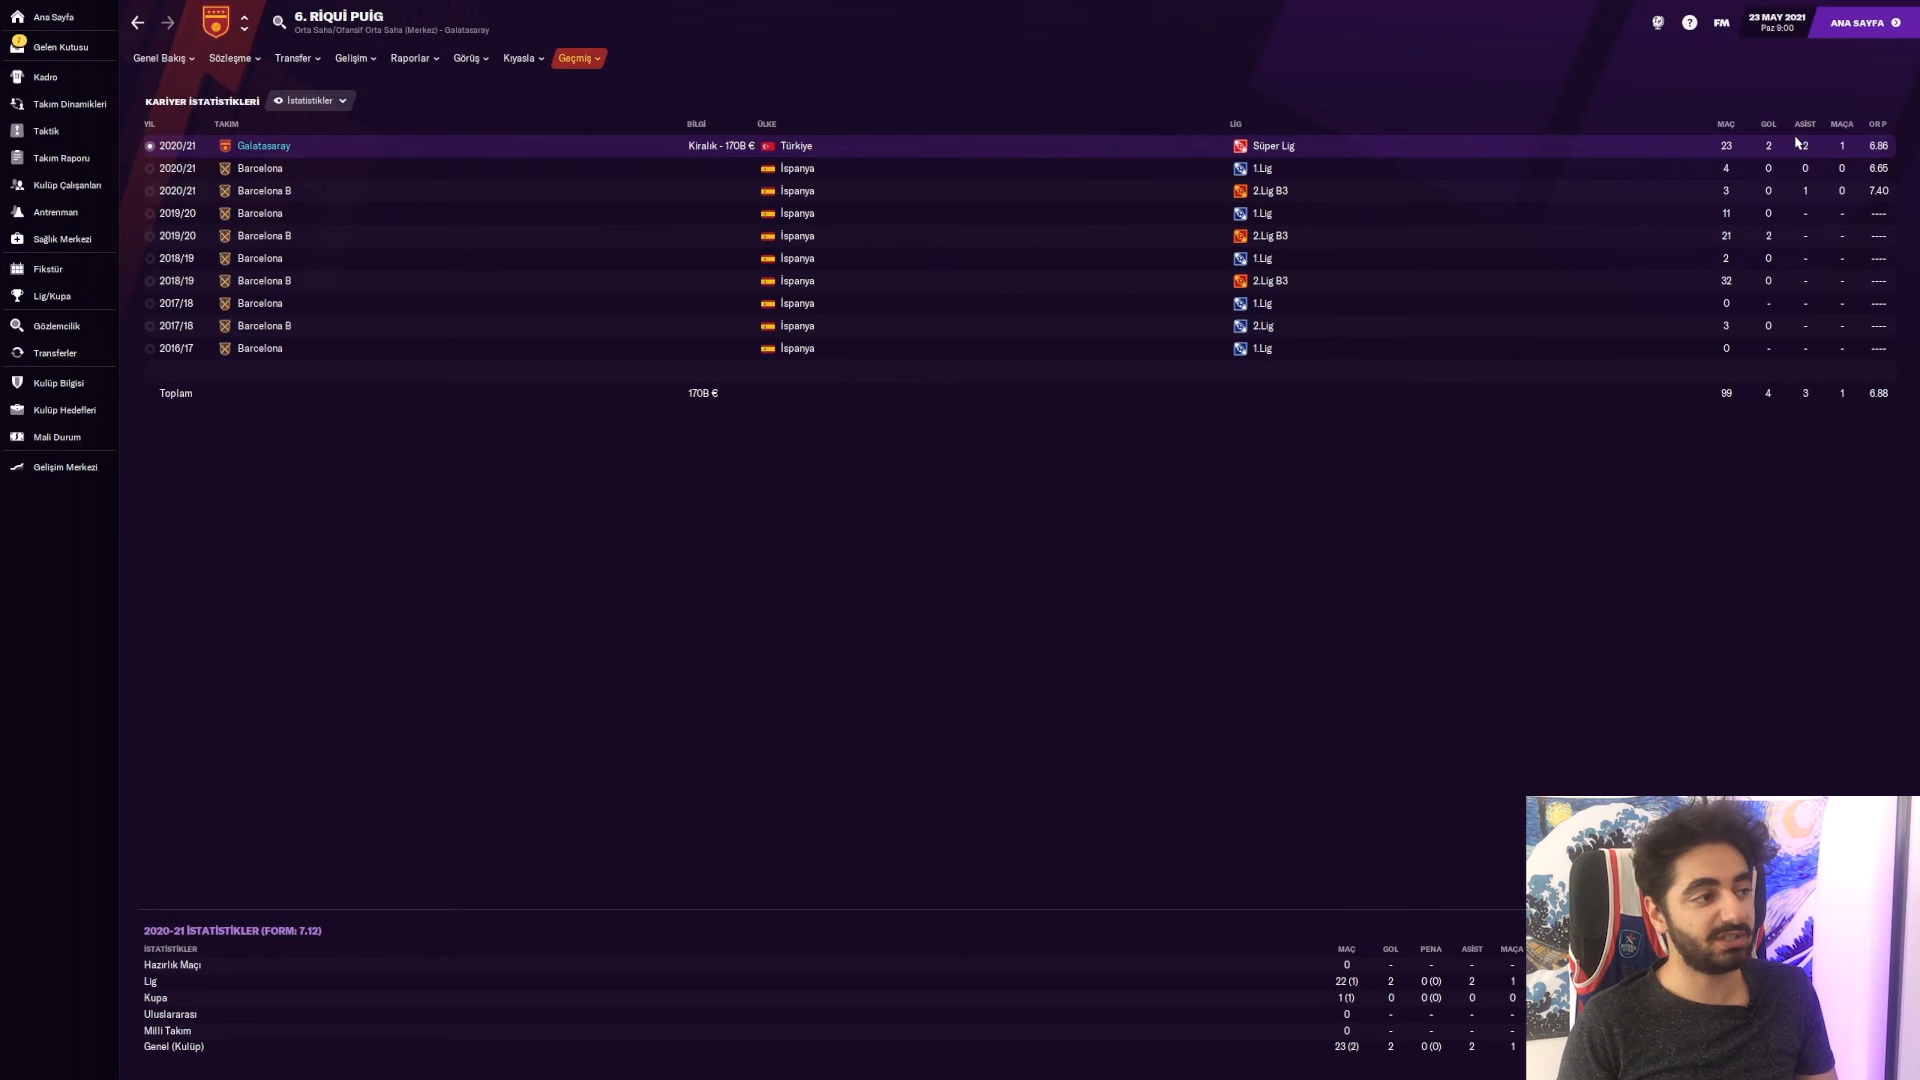 Ana Sayfa
7
Gelen Kutusu
Kadro
Takım Dinamikleri
Taktik
Takım Raporu
Kulüp Çalışanları
Antrenman
Sağlık Merkezi
Fikstür
Lig/Kupa
Gözlemcilik
Transferler
Kulüp Bilgisi
Kulüp Hedefleri
Mali Durum
Gelişim Merkezi
6. RİQUİ PUİG
Orta Saha/Ofansif Orta Saha (Merkez) - Galatasaray
? FM 23 MAY 2021 ANA SAYFA
Paz 9:00
Genel Bakış Sözleşme Transfer Gelişim Raporlar Görüş Kıyasla Geçmiş
KARİYER İSTATİSTİKLERİ İstatistikler
YIL TAKIM BİLGİ ÜLKE LİG MAÇ GOL ASİST MAÇA OR P
2020/21 Galatasaray Kiralık - 170B € Türkiye Süper Lig 23 2 2 1 6.86
2020/21 Barcelona İspanya 1.Lig 4 0 0 0 6.65
2020/21 Barcelona B İspanya 2.Lig B3 3 0 1 0 7.40
2019/20 Barcelona İspanya 1.Lig 11 0 - - ----
2019/20 Barcelona B İspanya 2.Lig B3 21 2 - - ----
2018/19 Barcelona İspanya 1.Lig 2 0 - - ----
2018/19 Barcelona B İspanya 2.Lig B3 32 0 - - ----
2017/18 Barcelona İspanya 1.Lig 0 - - - ----
2017/18 Barcelona B İspanya 2.Lig 3 0 - - ----
2016/17 Barcelona İspanya 1.Lig 0 - - - ----
Toplam 170B € 99 4 3 1 6.88
2020-21 İSTATİSTİKLER (FORM: 7.12)
İSTATİSTİKLER MAÇ GOL PENA ASİST MAÇA
Hazırlık Maçı 0 - - - -
Lig 22 (1) 2 0 (0) 2 1
Kupa 1 (1) 0 0 (0) 0 0
Uluslararası 0 - - - -
Milli Takım 0 - - - -
Genel (Kulüp) 23 (2) 2 0 (0) 2 1